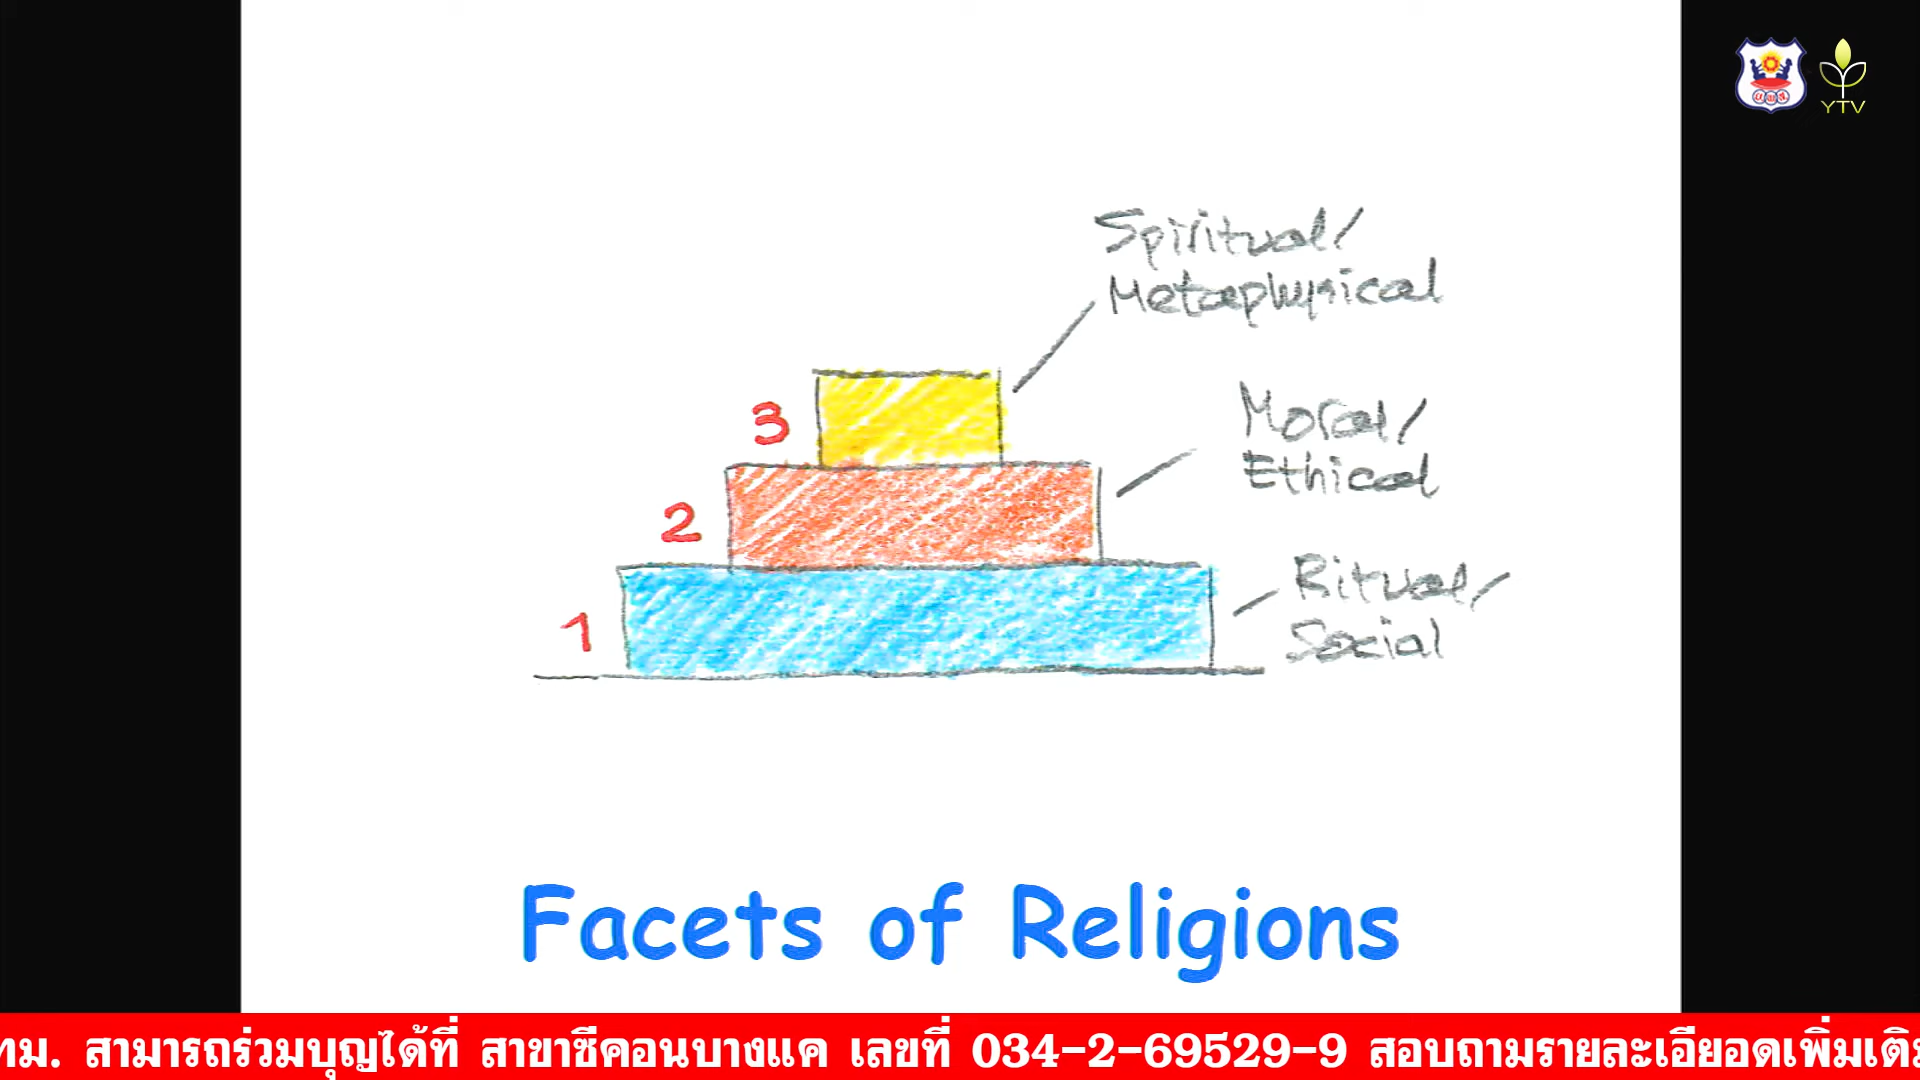 YTV
Spiritual/
Metaphysical
3
Moral/
Ethical
2
Ritual/
Social
1
Facets of Religions
ทม. สามารถร่วมบุญได้ที่ สาขาซีคอนบางแค เลขที่ 034-2-69529-9 สอบถามรายละเอียอดเพิ่มเติม